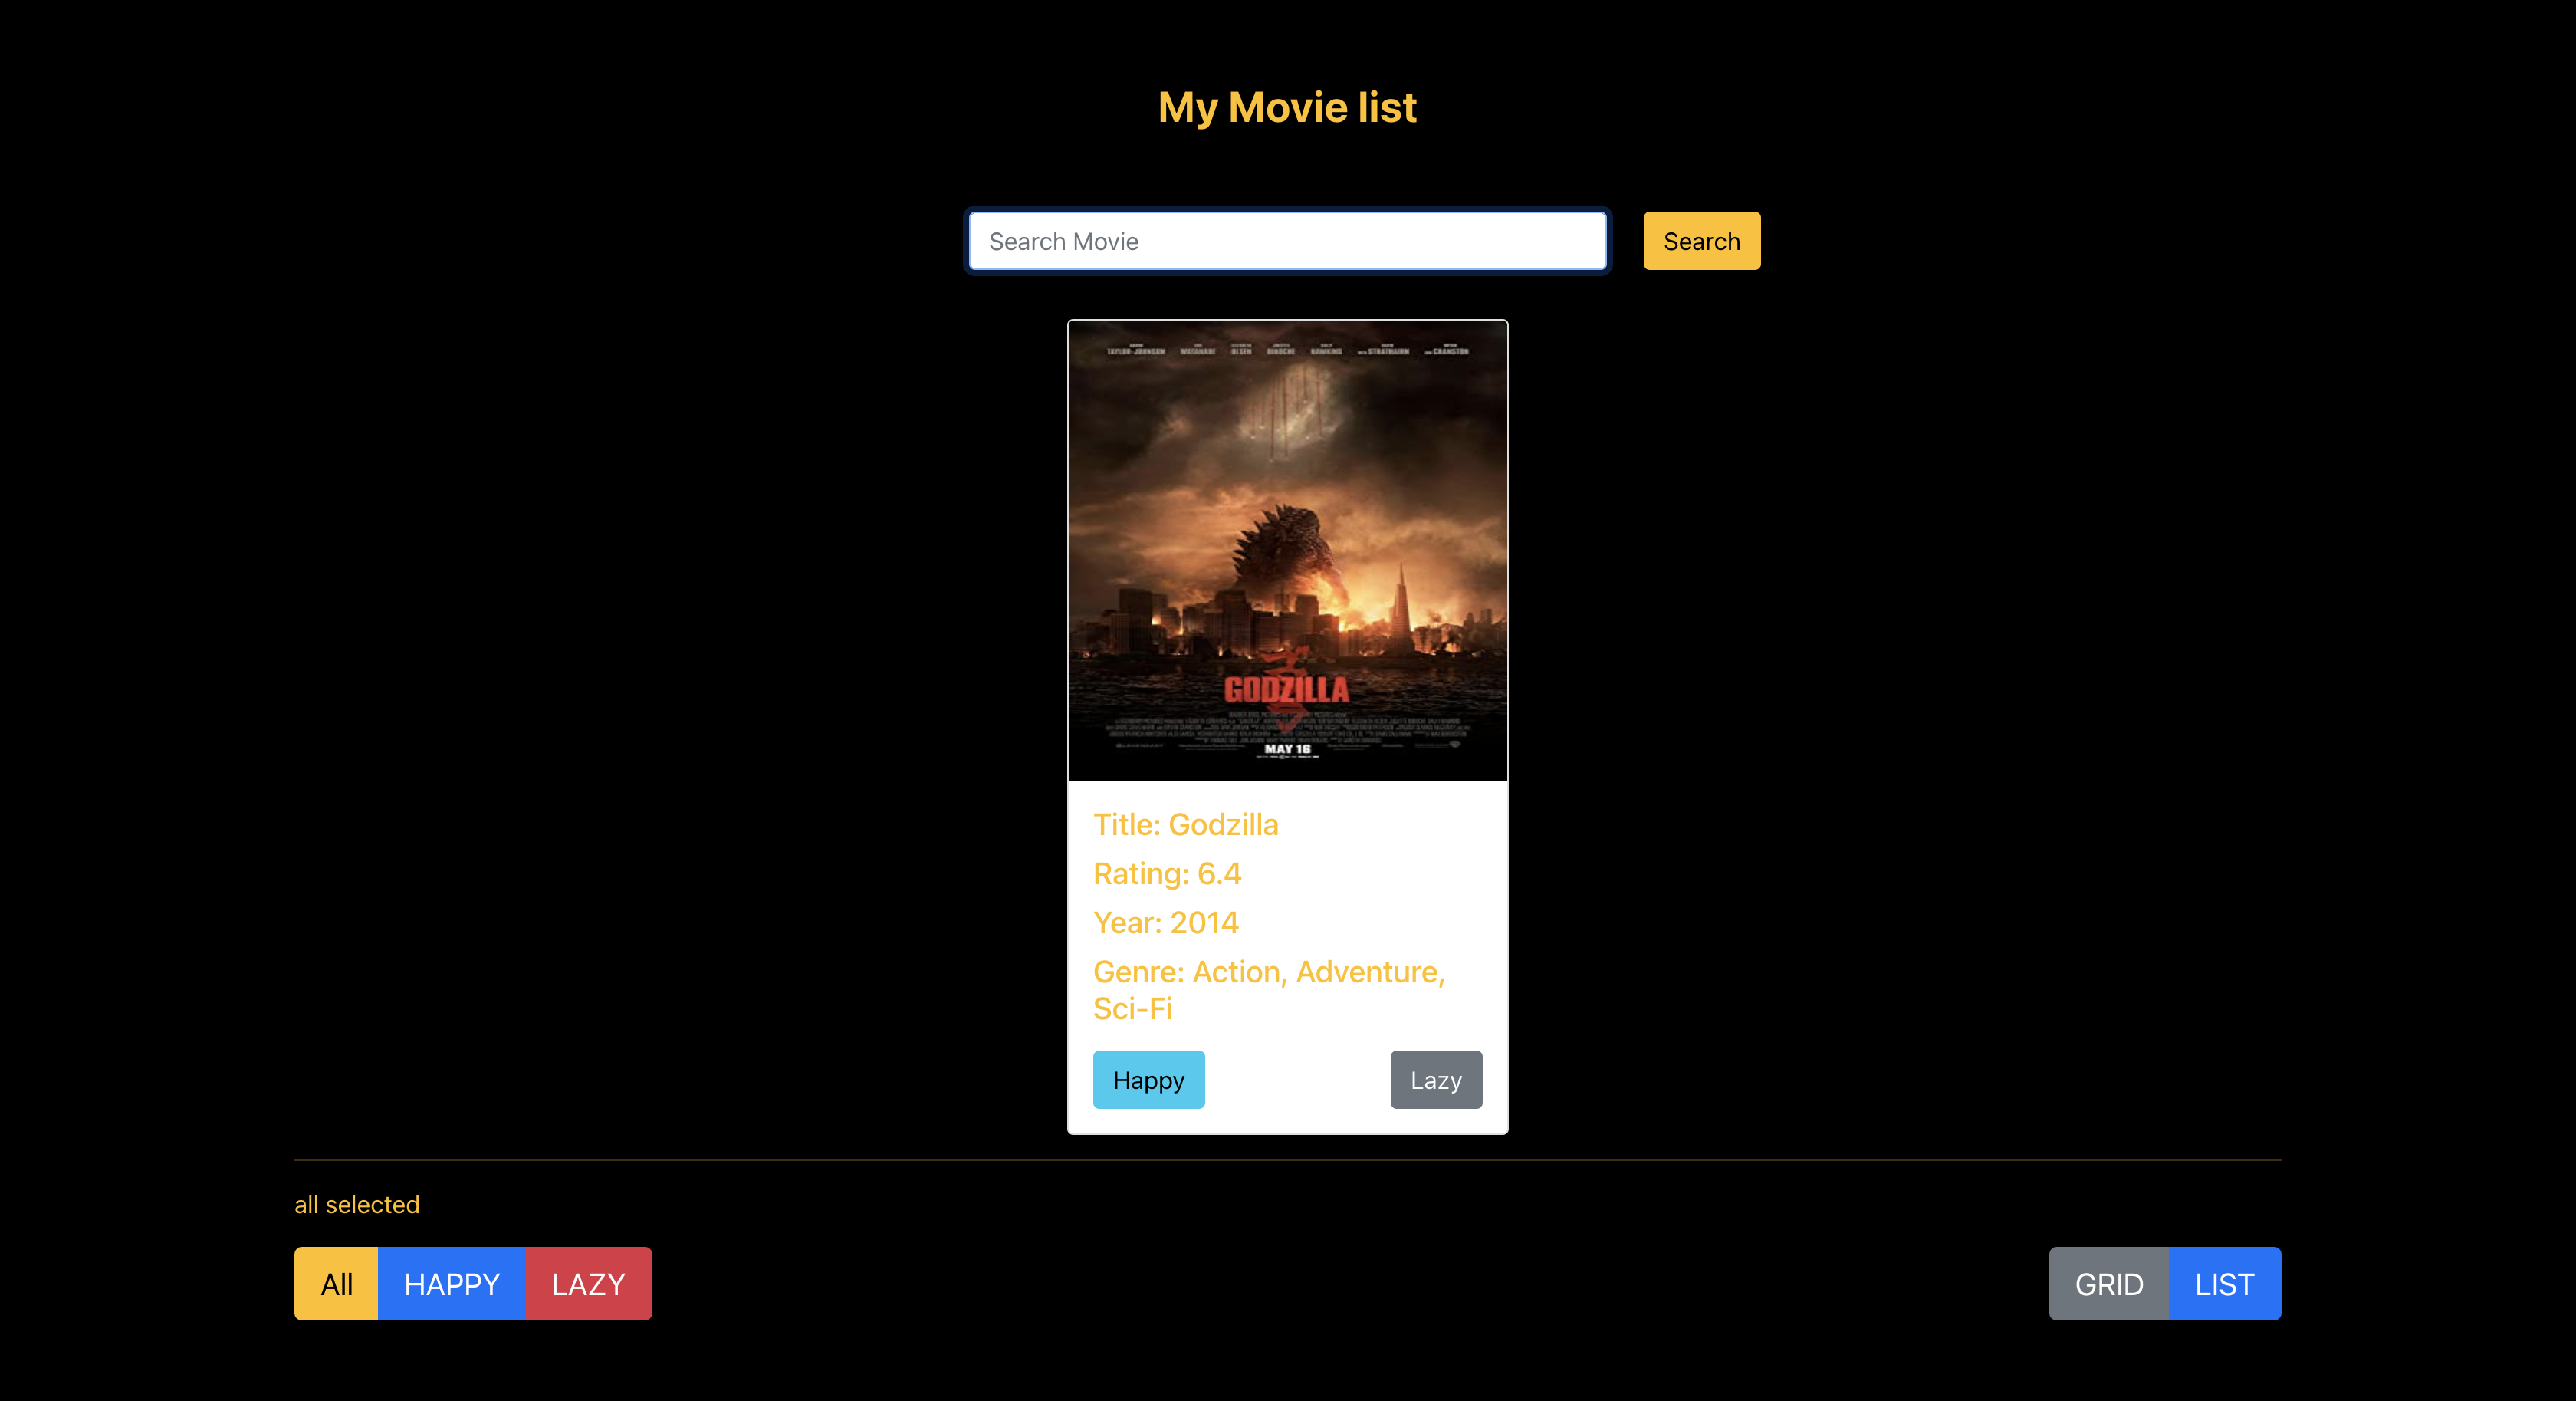 My Movie list
Search Movie
Search
TAYLOR-JOHNSON WATANABE OLSEN BINOCHE HAWKINS STRATHAIRN CRANSTON
GODZILLA
MAY 16
Title: Godzilla
Rating: 6.4
Year: 2014
Genre: Action, Adventure,
Sci-Fi
Happy
Lazy
all selected
All
HAPPY
LAZY
GRID
LIST